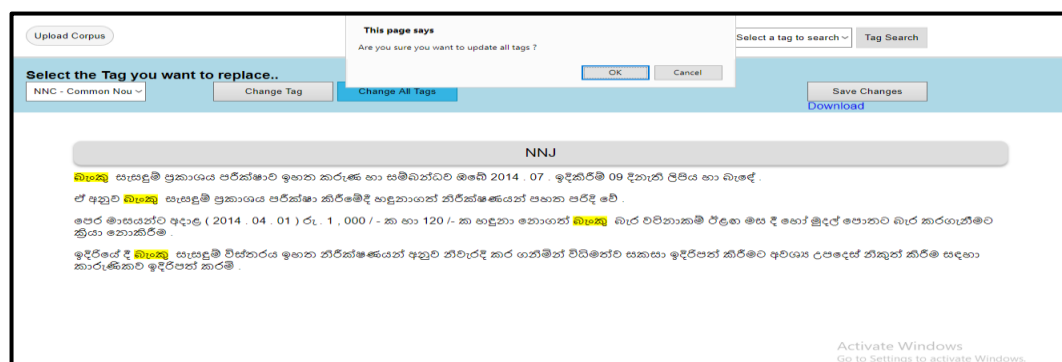 Upload Corpus
This page says
Are you sure you want to update all tags ?
OK
Cancel
Select a tag to search
Tag Search
Select the Tag you want to replace..
NNC - Common Nou
Change Tag
Change All Tags
Save Changes
Download
NNJ
බැංකු සැසඳුම් ප්‍රකාශය පරීක්ෂාව ඉහත කරුණ හා සම්බන්ධව ඔබේ 2014 . 07 . ඉදිකිරීම් 09 දිනැති ලිපිය හා බැඳේ .
ඒ අනුව බැංකු සැසඳුම් ප්‍රකාශය පරීක්ෂා කිරීමේදී හඳුනාගත් නිරීක්ෂණයන් පහත පරිදි වේ .
පෙර මාසයන්ට අදාළ ( 2014 . 04 . 01 ) රු . 1 , 000 / - ක හා 120 /- ක හඳුනා නොගත් බැංකු බැර වවිනාකම් ඊළඟ මස දී හෝ මුදල් පොතට බැර කරගැනීමට
ක්‍රියා නොකිරීම .
ඉදිරියේ දී බැංකු සැසඳුම් විස්තරය ඉහත නිරීක්ෂණයන් අනුව නිවැරදි කර ගනිමින් විධිමත්ව සකසා ඉදිරිපත් කිරීමට අවශ්‍ය උපදෙස් නිකුත් කිරීම සඳහා
කාරුණිකව ඉදිරිපත් කරමි .
Activate Windows
Go to Settings to activate Windows.